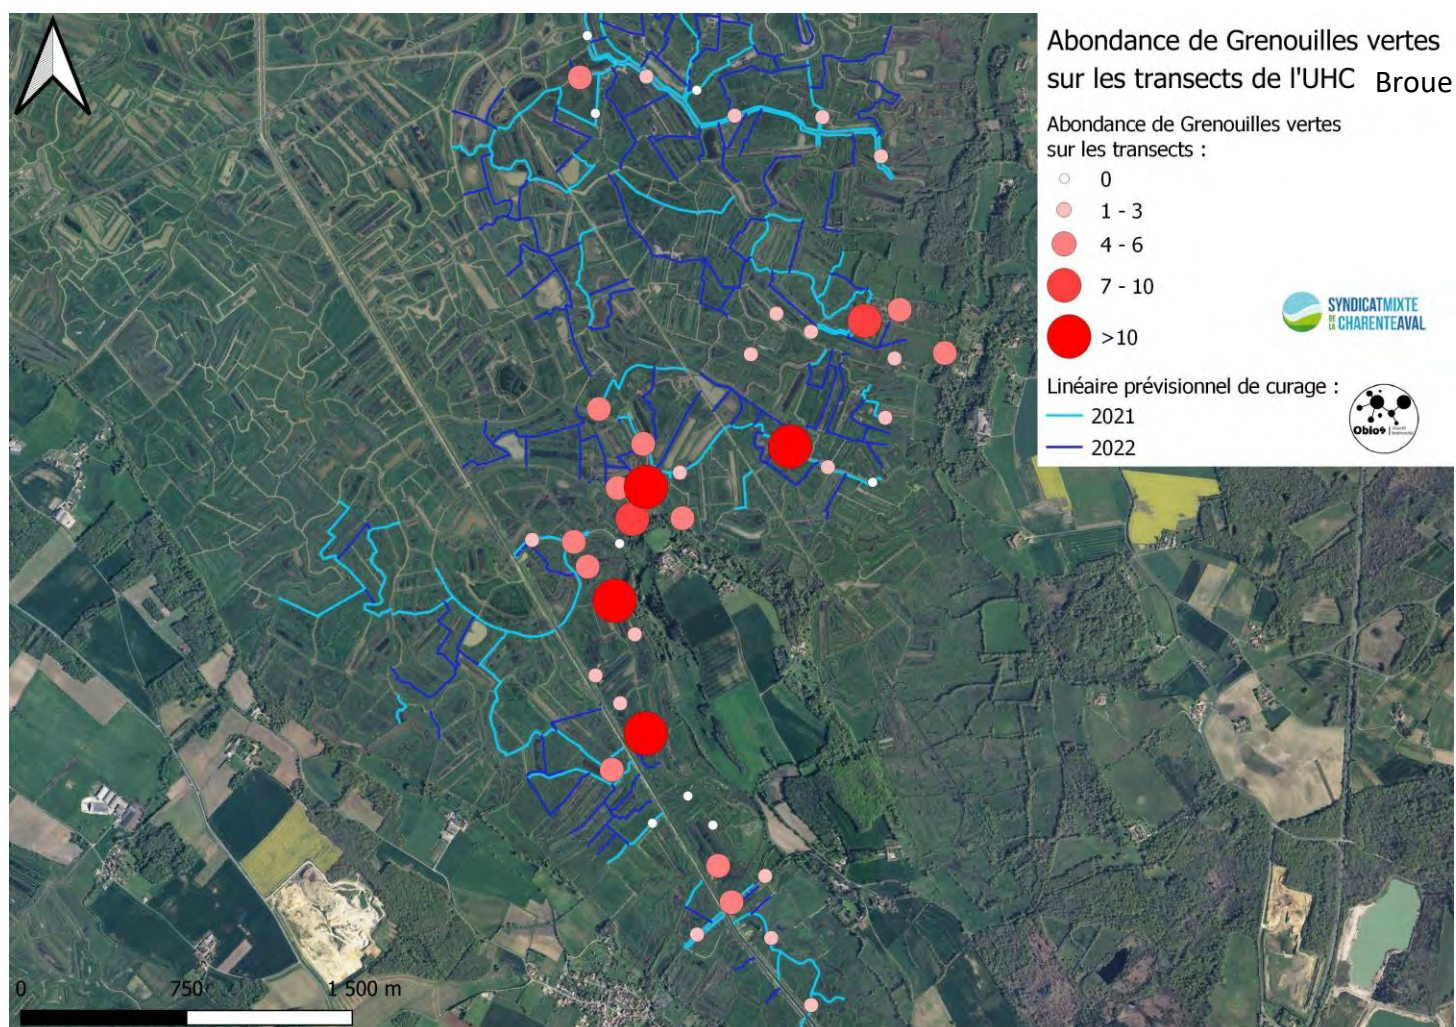 Abondance de Grenouilles vertes
sur les transects de l'UHC Broue
Abondance de Grenouilles vertes
sur les transects :
0
1 - 3
4 - 6
7 - 10
>10
SYNDICATMIXTE
DE LA CHARENTEAVAL
Linéaire prévisionnel de curage :
2021
2022
Obios
0 750 1 500 m